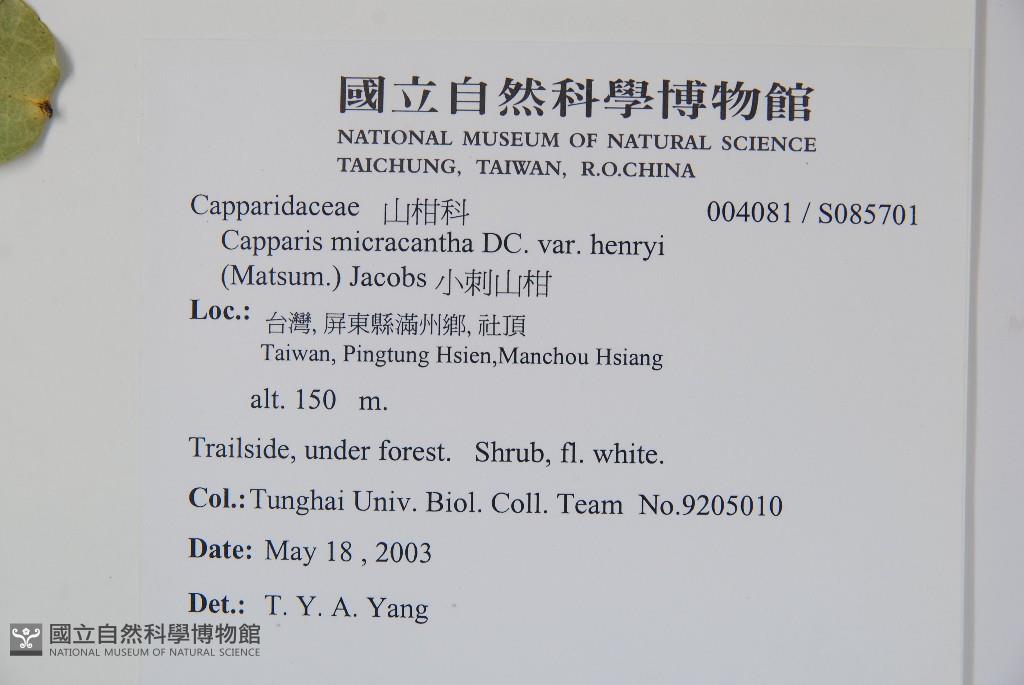 國立自然科學博物館
NATIONAL MUSEUM OF NATURAL SCIENCE
TAICHUNG, TAIWAN, R.O.CHINA
Capparidaceae 山柑科 004081 / S085701
Capparis micracantha DC. var. henryi
(Matsum.) Jacobs 小刺山柑
Loc.: 台灣, 屏東縣滿州鄉, 社頂
Taiwan, Pingtung Hsien,Manchou Hsiang
alt. 150 m.
Trailside, under forest. Shrub, fl. white.
Col.: Tunghai Univ. Biol. Coll. Team No.9205010
Date: May 18 , 2003
Det.: T. Y. A. Yang
國立自然科學博物館
NATIONAL MUSEUM OF NATURAL SCIENCE